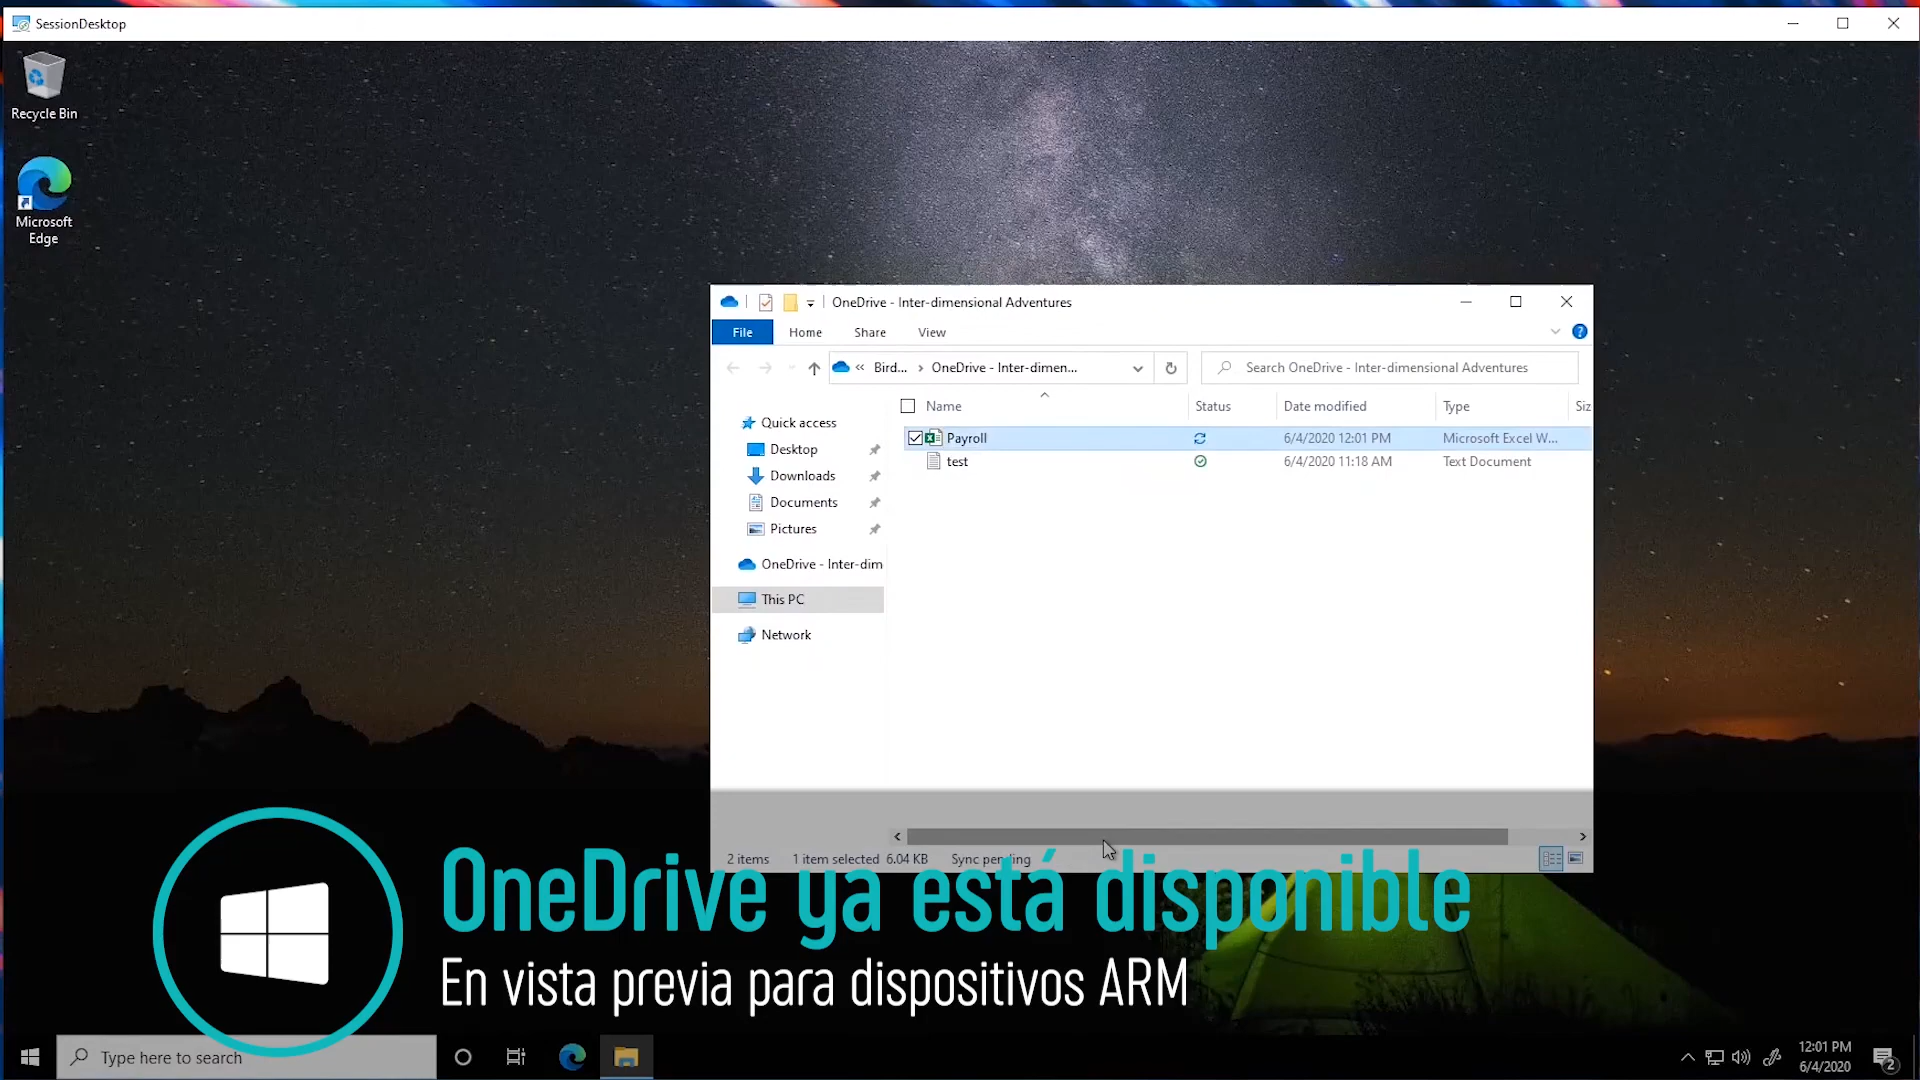 SessionDesktop
Recycle Bin
Microsoft
Edge
OneDrive - Inter-dimensional Adventures
File Home Share View
« Bird... › OneDrive - Inter-dimen...
Search OneDrive - Inter-dimensional Adventures
Name Status Date modified Type Siz
Payroll 6/4/2020 12:01 PM Microsoft Excel W...
test 6/4/2020 11:18 AM Text Document
Quick access
Desktop
Downloads
Documents
Pictures
OneDrive - Inter-dim
This PC
Network
2 items 1 item selected 6.04 KB Sync pending
OneDrive ya está disponible
En vista previa para dispositivos ARM
Type here to search
12:01 PM
6/4/2020
2